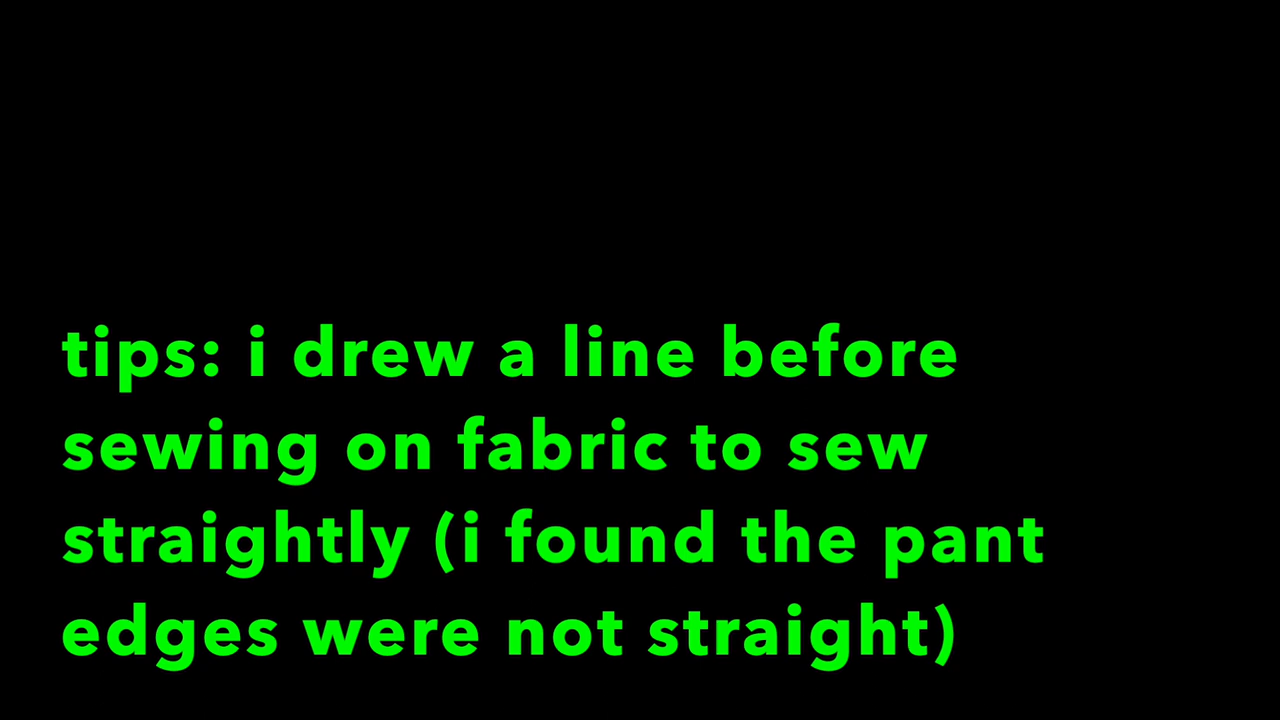 tips: i drew a line before
sewing on fabric to sew
straightly (i found the pant
edges were not straight)